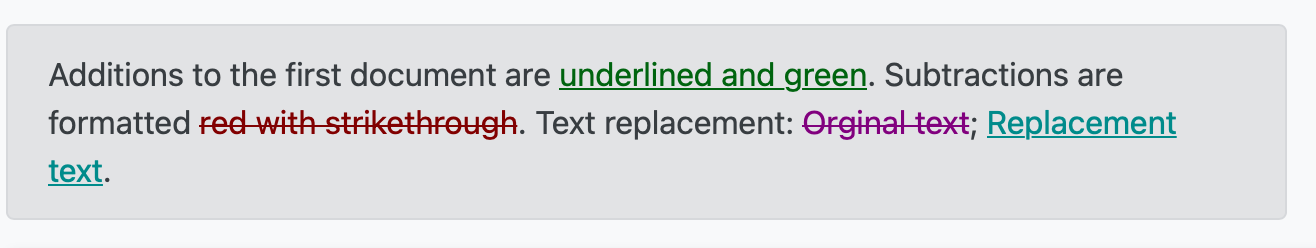 Additions to the first document are underlined and green. Subtractions are
formatted red with strikethrough. Text replacement: Orginal text; Replacement
text.